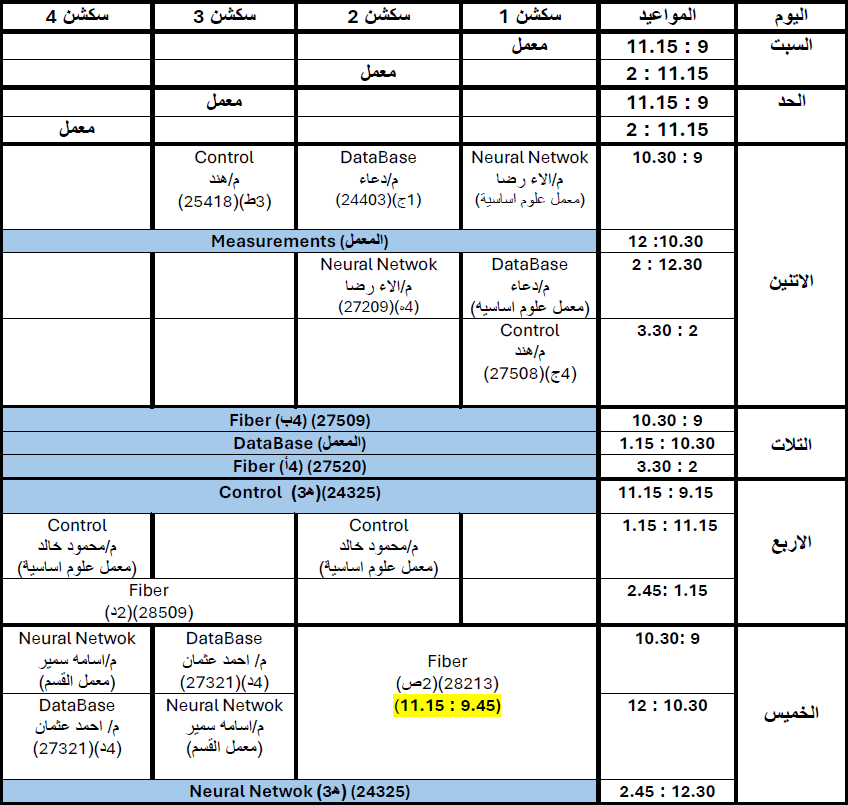 اليوم المواعيد سكشن 1 سكشن 2 سكشن 3 سكشن 4
السبت
9 : 11.15 معمل
11.15 : 2 معمل
الحد
9 : 11.15 معمل
11.15 : 2 معمل
الاتنين
9 : 10.30
Neural Netwok
م/الاء رضا
(معمل علوم اساسية)
DataBase
م/دعاء
(ج1)(24403)
Control
م/هند
(ط3)(25418)
10.30: 12
Measurements (المعمل)
12.30 : 2
DataBase
م/دعاء
(معمل علوم اساسيه)
Neural Netwok
م/الاء رضا
(ه4)(27209)
2 : 3.30
Control
م/هند
(ج4)(27508)
التلات
9 : 10.30
Fiber (ب4) (27509)
10.30 : 1.15
DataBase (المعمل)
2 : 3.30
Fiber (أ4) (27520)
الاربع
9.15 : 11.15
Control (ه3)(24325)
11.15 : 1.15
Control
م/محمود خالد
(معمل علوم اساسية)
Control
م/محمود خالد
(معمل علوم اساسية)
1.15 :2.45
Fiber
(د2)(28509)
الخميس
9 :10.30
Fiber
(ص2)(28213)
(9.45 : 11.15)
DataBase
م/ احمد عثمان
(د4)(27321)
Neural Netwok
م/اسامه سمير
(معمل القسم)
10.30 : 12
Neural Netwok
م/اسامه سمير
(معمل القسم)
DataBase
م/ احمد عثمان
(د4)(27321)
12.30 : 2.45
Neural Netwok (ه3) (24325)